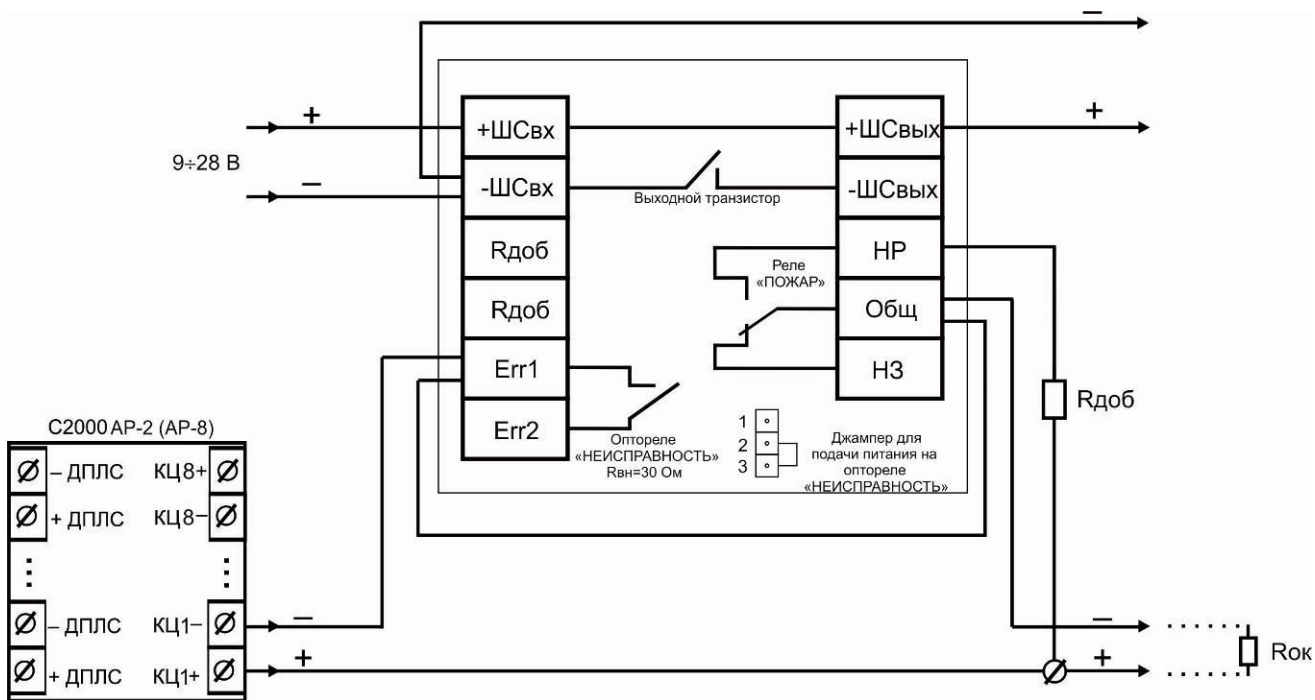 –
+
+
9÷28 В
–
+ШСвх
+ШСвых
-ШСвх
-ШСвых
Выходной транзистор
Rдоб
НР
Реле
«ПОЖАР»
Rдоб
Общ
Err1
НЗ
Rдоб
Err2
Оптореле
«НЕИСПРАВНОСТЬ»
Rвн=30 Ом
1
2
3
Джампер для
подачи питания на
оптореле
«НЕИСПРАВНОСТЬ»
С2000 АР-2 (АР-8)
– ДПЛС КЦ8+
+ ДПЛС КЦ8–
– ДПЛС КЦ1–
–
–
+ ДПЛС КЦ1+
+
+
Rок